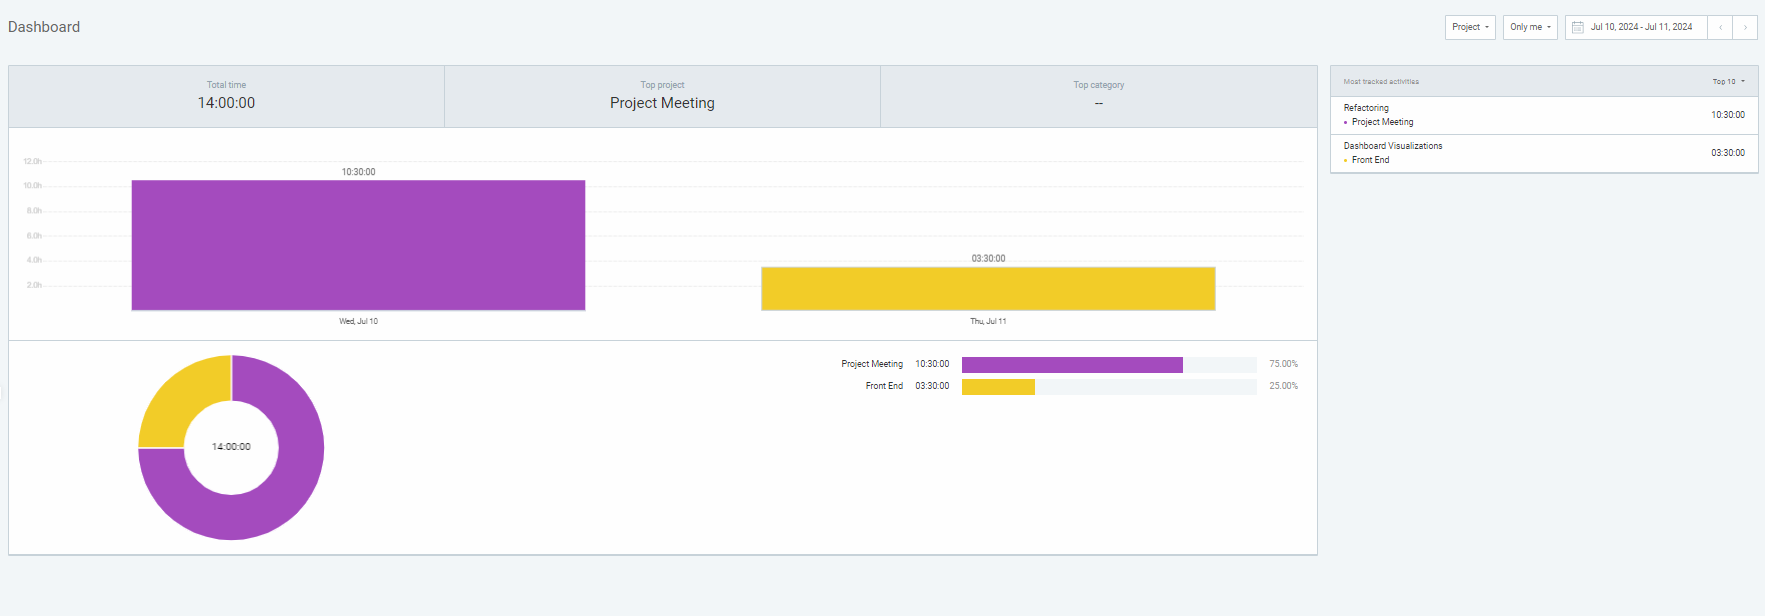 Dashboard
Project
Only me
Jul 10, 2024 - Jul 11, 2024
Total time
14:00:00
Top project
Project Meeting
Top category
--
Most tracked activities
Top 10
Refactoring
Project Meeting
10:30:00
Dashboard Visualizations
Front End
03:30:00
12.0h
10.0h
8.0h
6.0h
4.0h
2.0h
10:30:00
03:30:00
Wed, Jul 10
Thu, Jul 11
14:00:00
Project Meeting 10:30:00 75.00%
Front End 03:30:00 25.00%